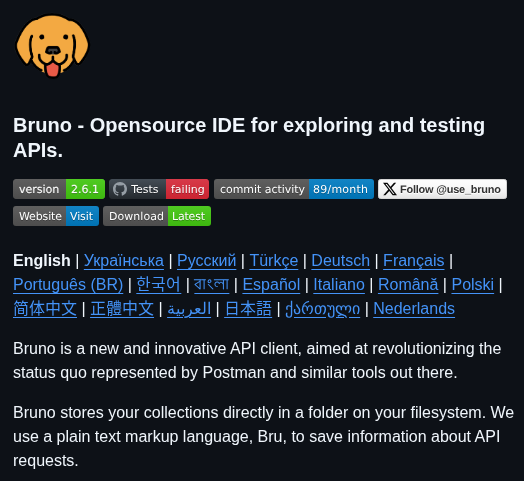 Bruno - Opensource IDE for exploring and testing
APIs.
version 2.6.1 Tests failing commit activity 89/month Follow @use_bruno
Website Visit Download Latest
English | Українська | Русский | Türkçe | Deutsch | Français |
Português (BR) | 한국어 | বাংলা | Español | Italiano | Română | Polski |
简体中文 | 正體中文 | العربية | 日本語 | ქართული | Nederlands
Bruno is a new and innovative API client, aimed at revolutionizing the
status quo represented by Postman and similar tools out there.
Bruno stores your collections directly in a folder on your filesystem. We
use a plain text markup language, Bru, to save information about API
requests.